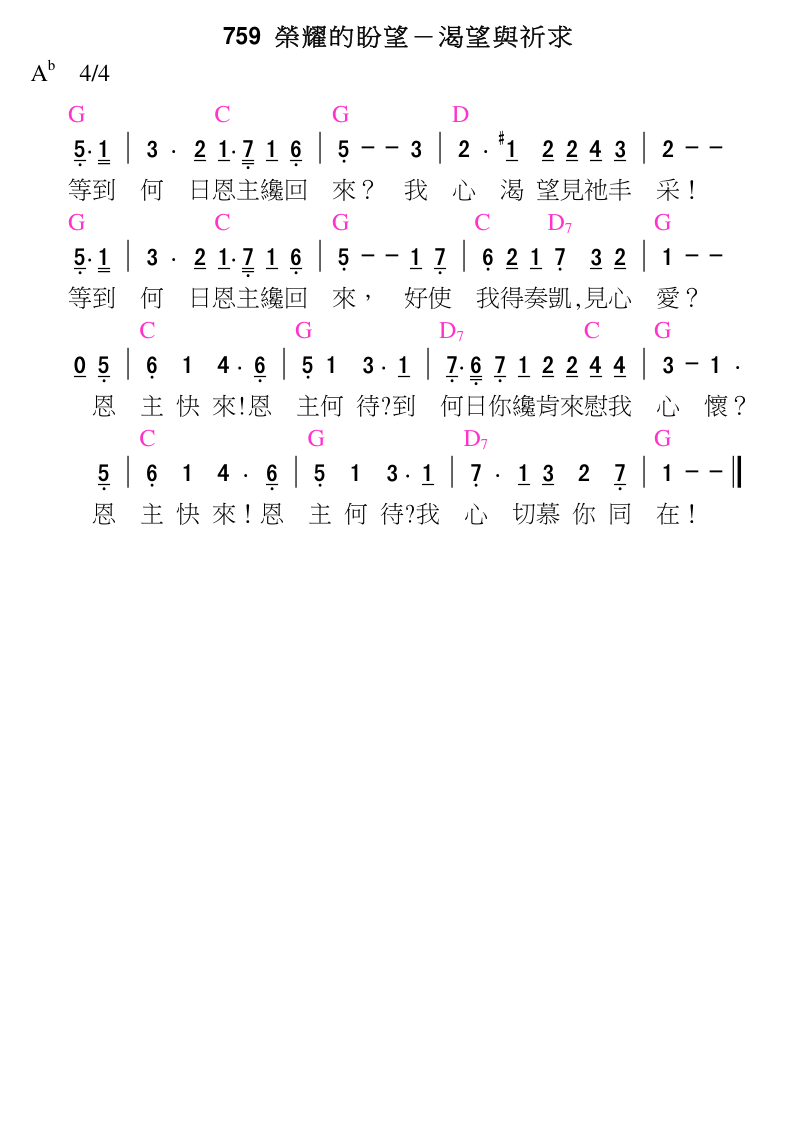 759 榮耀的盼望－渴望與祈求
A♭ 4/4
G C G D
5· 1 | 3 · 2 1· 7 1 6 | 5 － － 3 | 2 · ♯1 2 2 4 3 | 2 － －
等到 何 日恩主纔回 來？ 我 心 渴 望見祂丰 采！
G C G C D7 G
5· 1 | 3 · 2 1· 7 1 6 | 5 － － 1 7 | 6 2 1 7 3 2 | 1 － －
等到 何 日恩主纔回 來， 好使 我得奏凱,見心 愛？
C G D7 C G
0 5 | 6 1 4 · 6 | 5 1 3 · 1 | 7· 6 7 1 2 2 4 4 | 3 － 1 ·
恩 主 快 來!恩 主何 待?到 何日你纔肯來慰我 心 懷？
C G D7 G
5 | 6 1 4 · 6 | 5 1 3 · 1 | 7 · 1 3 2 7 | 1 － － ‖
恩 主 快 來！恩 主 何 待?我 心 切慕 你 同 在！